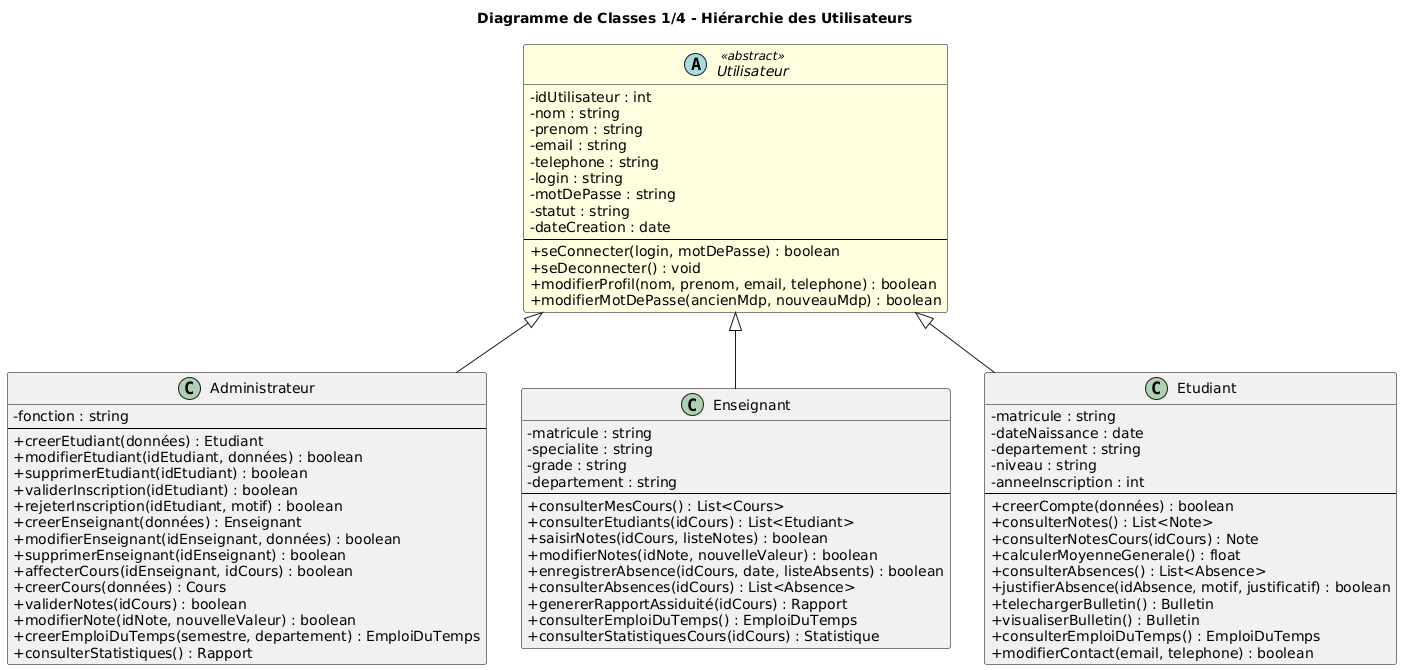 Diagramme de Classes 1/4 - Hiérarchie des Utilisateurs
A
«abstract»
Utilisateur
-idUtilisateur : int
-nom : string
-prenom : string
-email : string
-telephone : string
-login : string
-motDePasse : string
-statut : string
-dateCreation : date
+seConnecter(login, motDePasse) : boolean
+seDeconnecter() : void
+modifierProfil(nom, prenom, email, telephone) : boolean
+modifierMotDePasse(ancienMdp, nouveauMdp) : boolean
C Administrateur
-fonction : string
+creerEtudiant(données) : Etudiant
+modifierEtudiant(idEtudiant, données) : boolean
+supprimerEtudiant(idEtudiant) : boolean
+validerInscription(idEtudiant) : boolean
+rejeterInscription(idEtudiant, motif) : boolean
+creerEnseignant(données) : Enseignant
+modifierEnseignant(idEnseignant, données) : boolean
+supprimerEnseignant(idEnseignant) : boolean
+affecterCours(idEnseignant, idCours) : boolean
+creerCours(données) : Cours
+validerNotes(idCours) : boolean
+modifierNote(idNote, nouvelleValeur) : boolean
+creerEmploiDuTemps(semestre, departement) : EmploiDuTemps
+consulterStatistiques() : Rapport
C Enseignant
-matricule : string
-specialite : string
-grade : string
-departement : string
+consulterMesCours() : List<Cours>
+consulterEtudiants(idCours) : List<Etudiant>
+saisirNotes(idCours, listeNotes) : boolean
+modifierNotes(idNote, nouvelleValeur) : boolean
+enregistrerAbsence(idCours, date, listeAbsents) : boolean
+consulterAbsences(idCours) : List<Absence>
+genererRapportAssiduité(idCours) : Rapport
+consulterEmploiDuTemps() : EmploiDuTemps
+consulterStatistiquesCours(idCours) : Statistique
C Etudiant
-matricule : string
-dateNaissance : date
-departement : string
-niveau : string
-anneeInscription : int
+creerCompte(données) : boolean
+consulterNotes() : List<Note>
+consulterNotesCours(idCours) : Note
+calculerMoyenneGenerale() : float
+consulterAbsences() : List<Absence>
+justifierAbsence(idAbsence, motif, justificatif) : boolean
+telechargerBulletin() : Bulletin
+visualiserBulletin() : Bulletin
+consulterEmploiDuTemps() : EmploiDuTemps
+modifierContact(email, telephone) : boolean